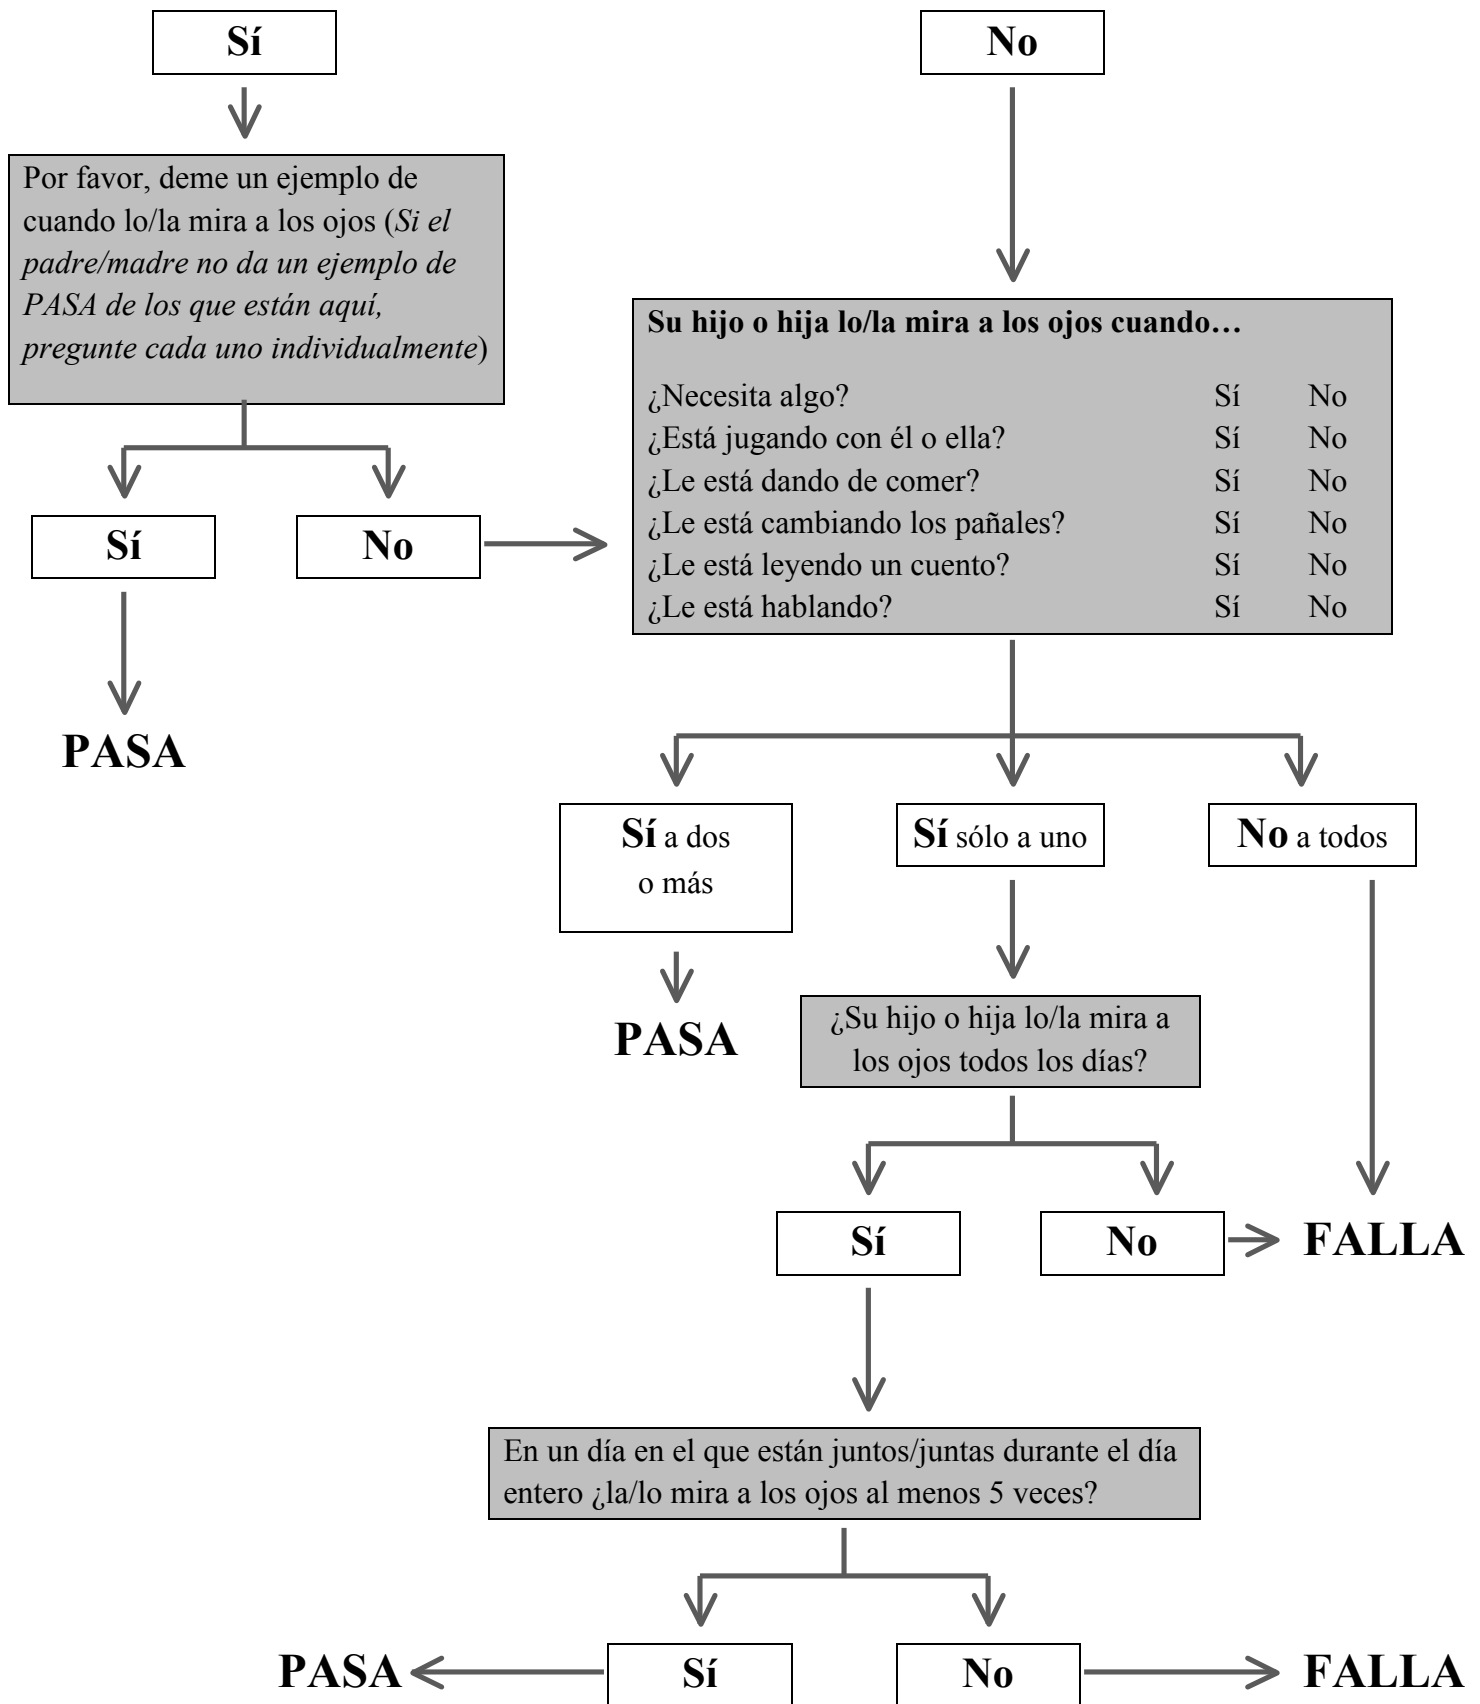 Sí
No
Por favor, deme un ejemplo de
cuando lo/la mira a los ojos (Si el
padre/madre no da un ejemplo de
PASA de los que están aquí,
pregunte cada uno individualmente)
Su hijo o hija lo/la mira a los ojos cuando…
¿Necesita algo? Sí No
¿Está jugando con él o ella? Sí No
¿Le está dando de comer? Sí No
¿Le está cambiando los pañales? Sí No
¿Le está leyendo un cuento? Sí No
¿Le está hablando? Sí No
Sí
No
PASA
Sí a dos
o más
Sí sólo a uno
No a todos
PASA
¿Su hijo o hija lo/la mira a
los ojos todos los días?
Sí
No
FALLA
En un día en el que están juntos/juntas durante el día
entero ¿la/lo mira a los ojos al menos 5 veces?
PASA
Sí
No
FALLA